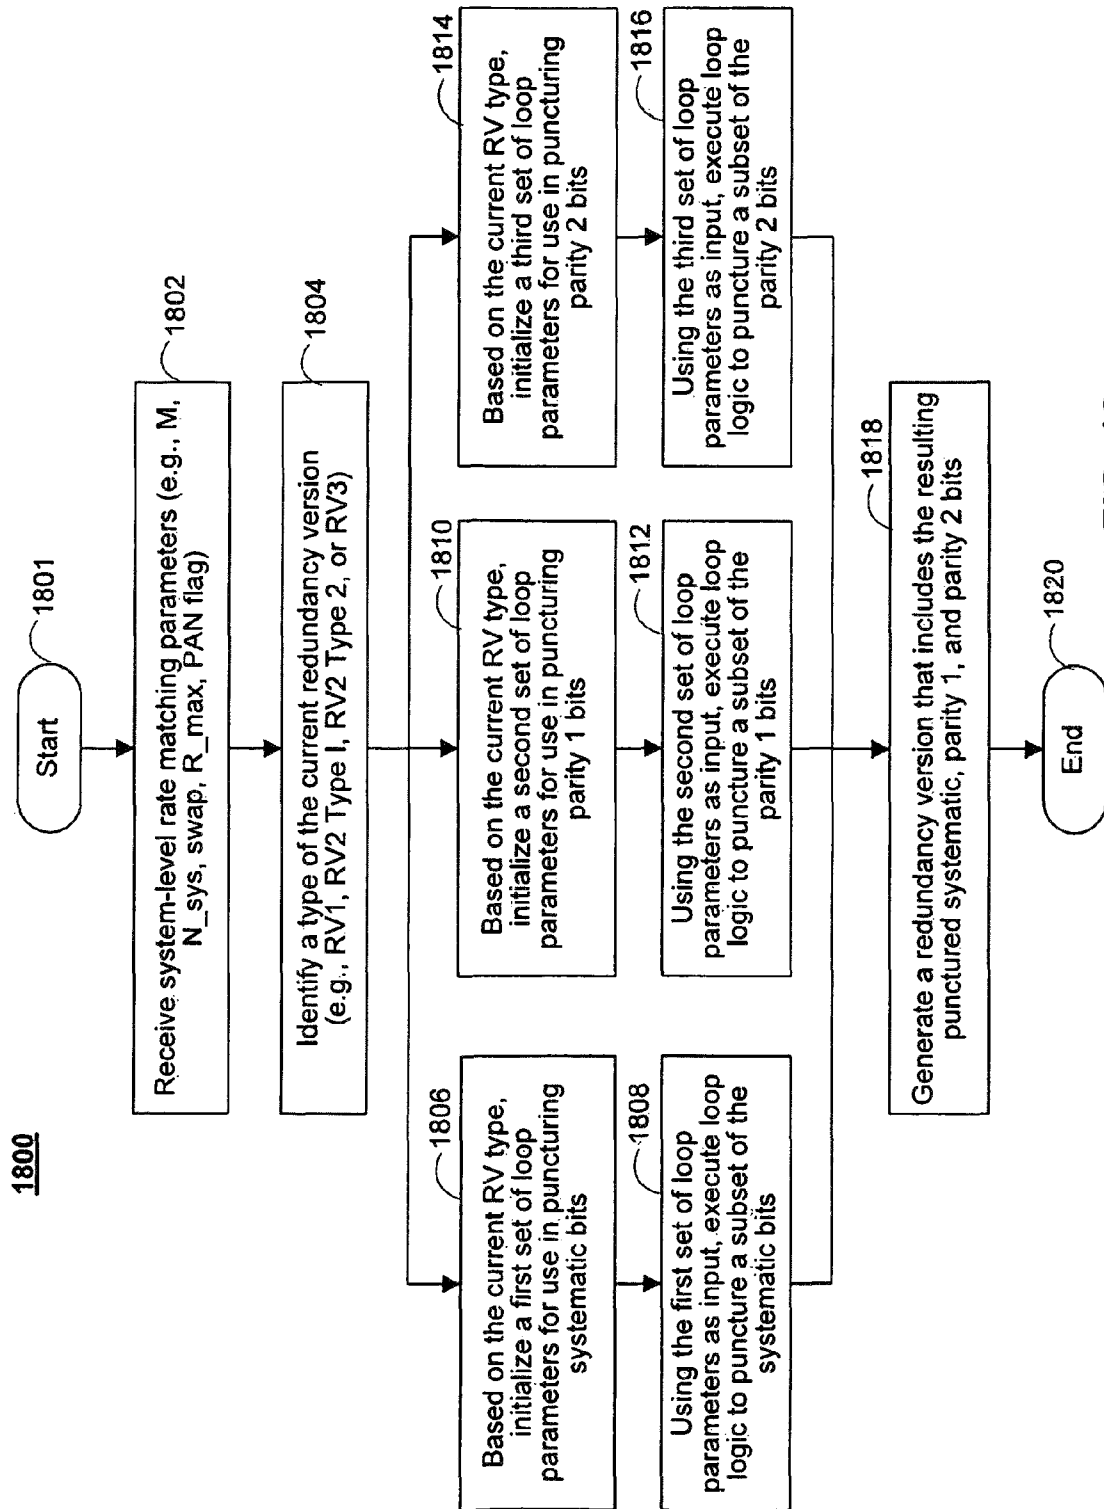 1800
Start
1801
Receive system-level rate matching parameters (e.g., M,
N_sys, swap, R_max, PAN flag)
1802
Identify a type of the current redundancy version
(e.g., RV1, RV2 Type I, RV2 Type 2, or RV3)
1804
1806
Based on the current RV type,
initialize a first set of loop
parameters for use in puncturing
systematic bits
1808
Using the first set of loop
parameters as input, execute loop
logic to puncture a subset of the
systematic bits
1810
Based on the current RV type,
initialize a second set of loop
parameters for use in puncturing
parity 1 bits
1812
Using the second set of loop
parameters as input, execute loop
logic to puncture a subset of the
parity 1 bits
1814
Based on the current RV type,
initialize a third set of loop
parameters for use in puncturing
parity 2 bits
1816
Using the third set of loop
parameters as input, execute loop
logic to puncture a subset of the
parity 2 bits
1818
Generate a redundancy version that includes the resulting
punctured systematic, parity 1, and parity 2 bits
1820
End